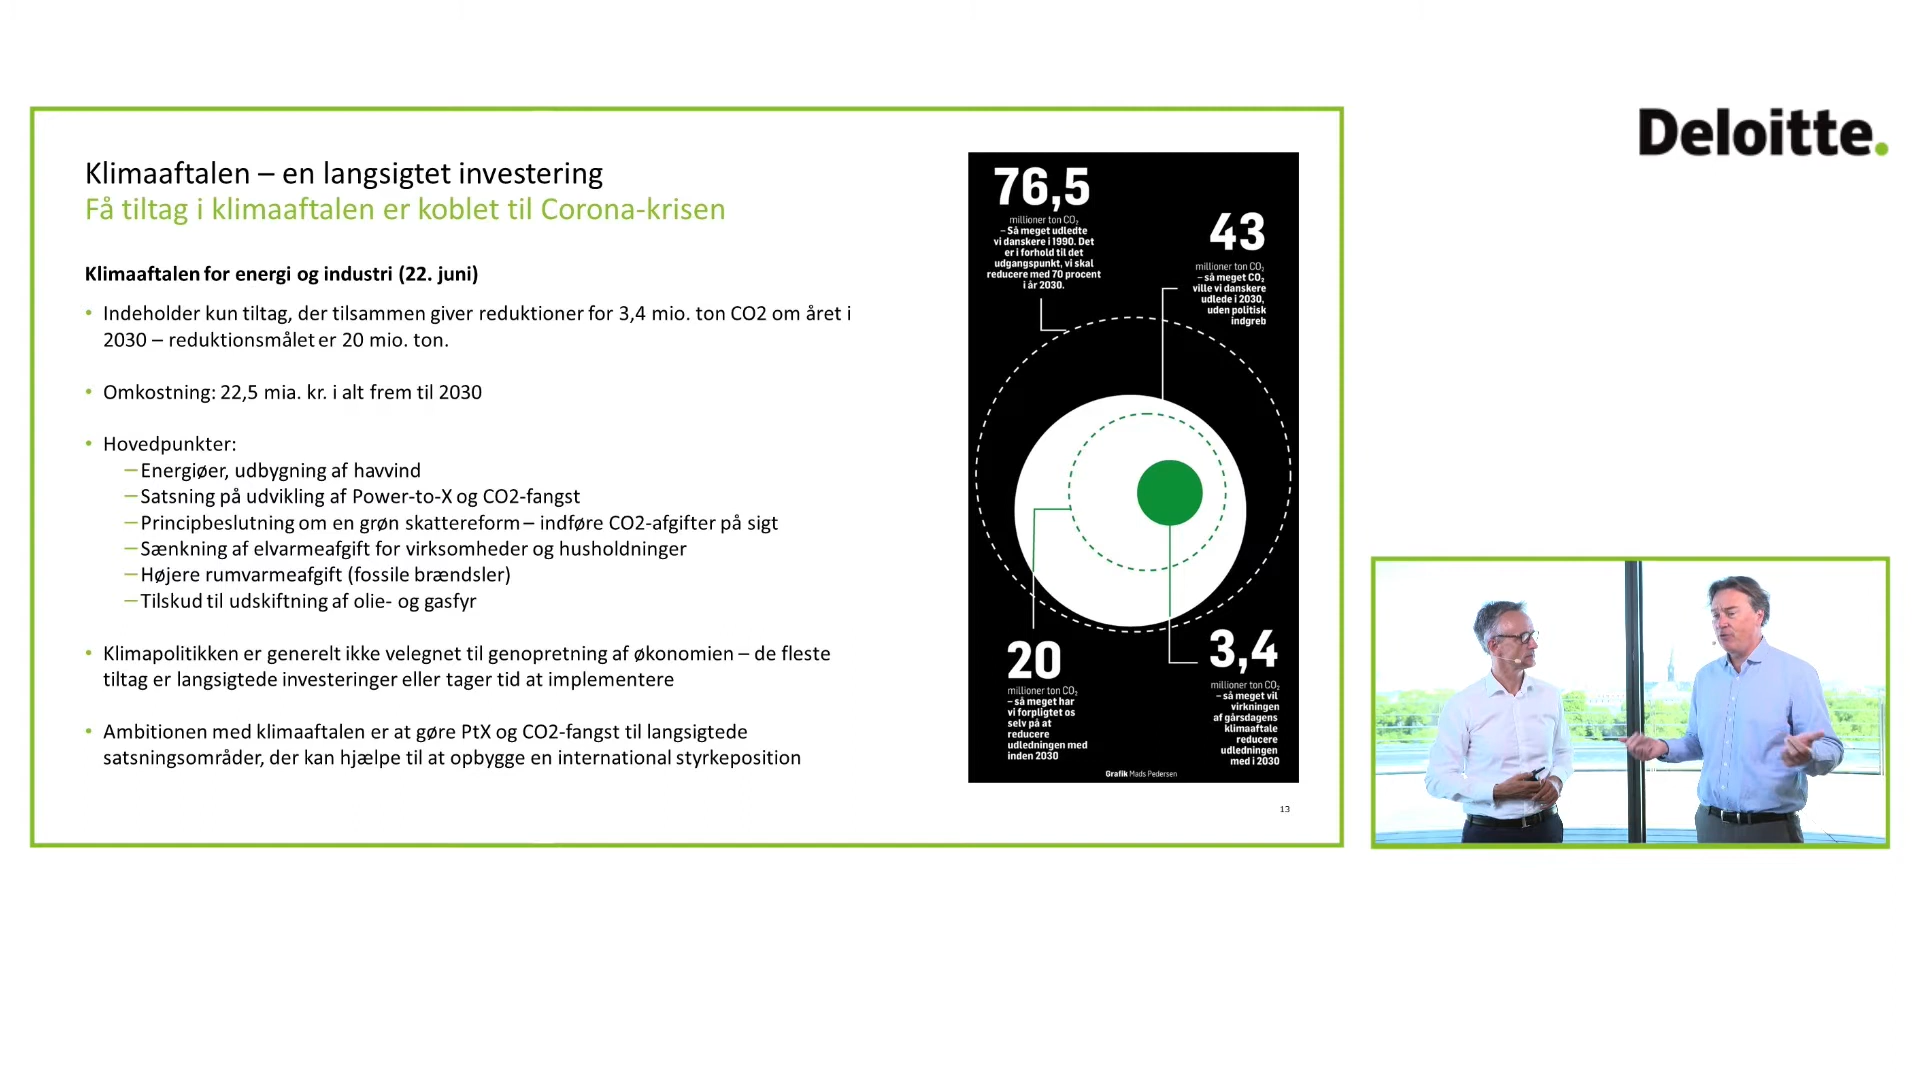 Deloitte.
Klimaaftalen – en langsigtet investering
Få tiltag i klimaaftalen er koblet til Corona-krisen
Klimaaftalen for energi og industri (22. juni)
• Indeholder kun tiltag, der tilsammen giver reduktioner for 3,4 mio. ton CO2 om året i
2030 – reduktionsmålet er 20 mio. ton.
• Omkostning: 22,5 mia. kr. i alt frem til 2030
• Hovedpunkter:
– Energiøer, udbygning af havvind
– Satsning på udvikling af Power-to-X og CO2-fangst
– Principbeslutning om en grøn skattereform – indføre CO2-afgifter på sigt
– Sænkning af elvarmeafgift for virksomheder og husholdninger
– Højere rumvarmeafgift (fossile brændsler)
– Tilskud til udskiftning af olie- og gasfyr
• Klimapolitikken er generelt ikke velegnet til genopretning af økonomien – de fleste
tiltag er langsigtede investeringer eller tager tid at implementere
• Ambitionen med klimaaftalen er at gøre PtX og CO2-fangst til langsigtede
satsningsområder, der kan hjælpe til at opbygge en international styrkeposition
76,5
millioner ton CO₂
– Så meget udledte
vi danskere i 1990. Det
er i forhold til det
udgangspunkt, vi skal
reducere med 70 procent
i år 2030.
43
millioner ton CO₂
– så meget CO₂
ville vi danskere
udlede i 2030,
uden politisk
indgreb
20
millioner ton CO₂
– så meget har
vi forpligtet os
selv på at
reducere
udledningen med
inden 2030
3,4
millioner ton CO₂
– så meget vil
virkningen
af gårsdagens
klimaaftale
reducere
udledningen
med i 2030
Grafik Mads Pedersen
13